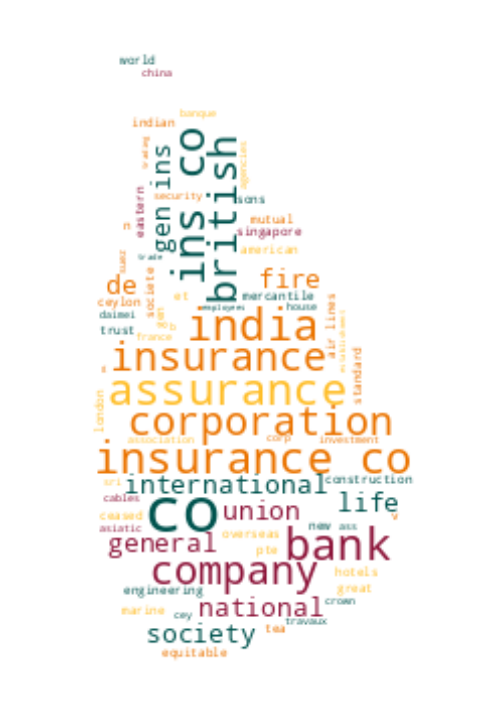 world
china
banque
indian
trading
gen ins
ins co
british
agencies
security
eastern
sons
n
mutual
singapore
american
trade
societe
de
fire
ceylon
et
mercantile
employees
house
daimei
trust
france
b
india
air lines
establishment
insurance
standard
assurance
london
corporation
association
corp
investment
insurance co
sri
international
construction
cables
co
union
life
ceased
asiatic
new
ass
v
general
overseas
pte
bank
company
hotels
engineering
great
crown
marine
cey
national
travaux
society
tea
equitable